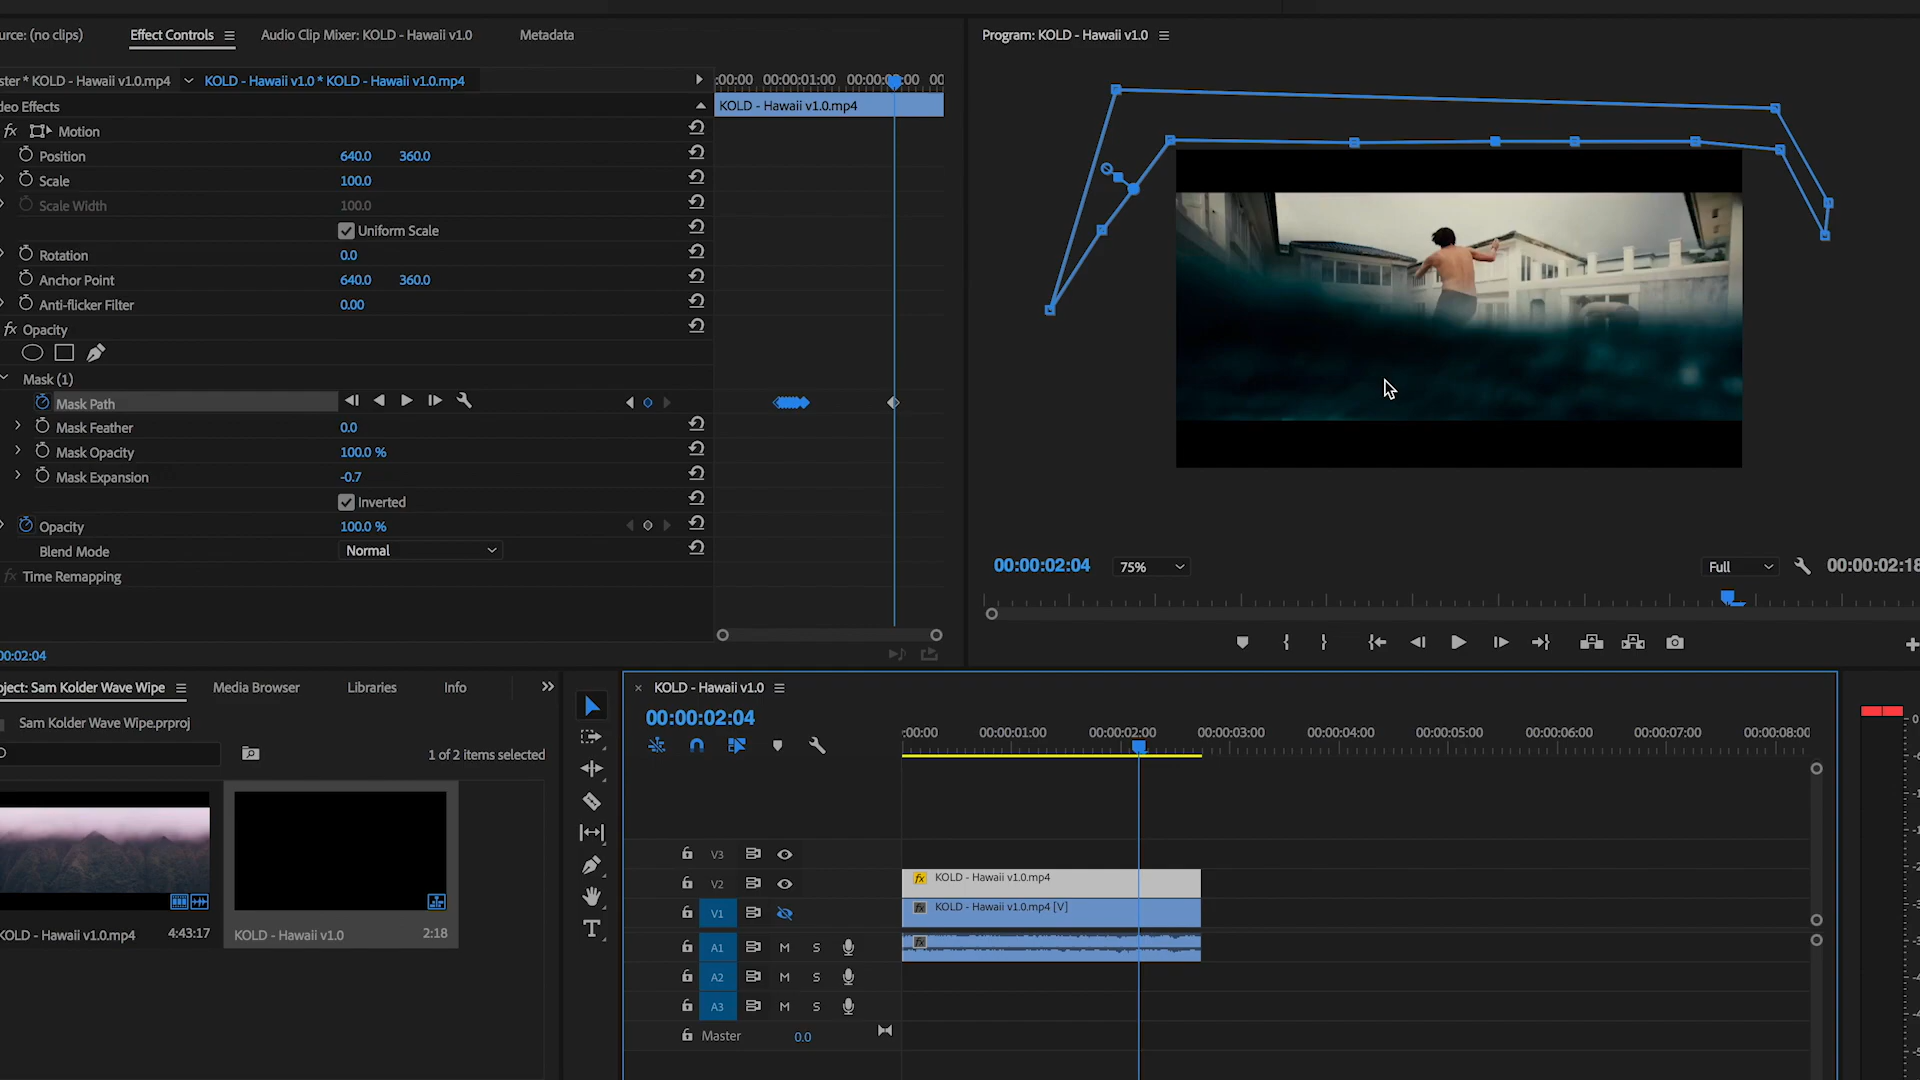 urce: (no clips)
Effect Controls
Audio Clip Mixer: KOLD - Hawaii v1.0
Metadata
ster * KOLD - Hawaii v1.0.mp4
KOLD - Hawaii v1.0 * KOLD - Hawaii v1.0.mp4
:00:00
00:00:01:00
00:00
:00
00
deo Effects
KOLD - Hawaii v1.0.mp4
fx Motion
Position 640.0 360.0
Scale 100.0
Scale Width 100.0
Uniform Scale
Rotation 0.0
Anchor Point 640.0 360.0
Anti-flicker Filter 0.00
fx Opacity
Mask (1)
Mask Path
Mask Feather 0.0
Mask Opacity 100.0 %
Mask Expansion -0.7
Inverted
Opacity 100.0 %
Blend Mode Normal
fx Time Remapping
00:02:04
Program: KOLD - Hawaii v1.0
00:00:02:04
75%
Full
00:00:02:18
oject: Sam Kolder Wave Wipe
Media Browser
Libraries
Info
Sam Kolder Wave Wipe.prproj
1 of 2 items selected
KOLD - Hawaii v1.0.mp4 4:43:17
KOLD - Hawaii v1.0 2:18
× KOLD - Hawaii v1.0
00:00:02:04
:00:00 00:00:01:00 00:00:02:00 00:00:03:00 00:00:04:00 00:00:05:00 00:00:06:00 00:00:07:00 00:00:08:00
V3
V2
fx KOLD - Hawaii v1.0.mp4
V1
fx KOLD - Hawaii v1.0.mp4 [V]
A1 M S
fx
A2 M S
A3 M S
Master 0.0
T